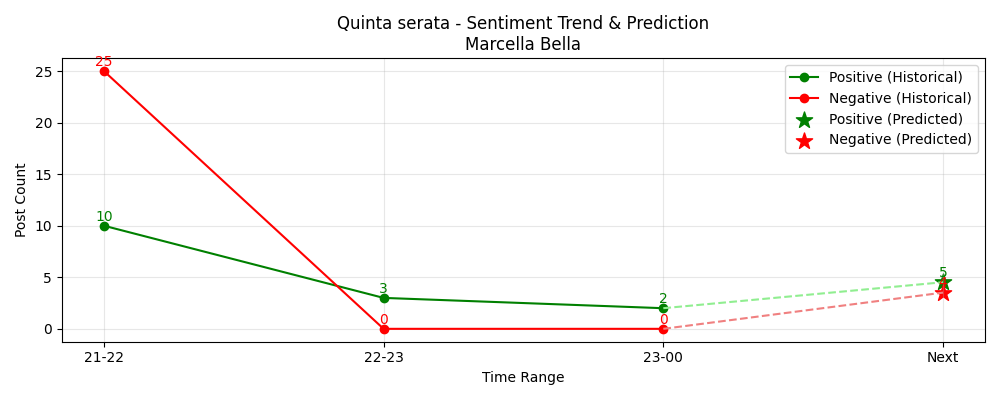 Quinta serata - Sentiment Trend & Prediction
Marcella Bella
Positive (Historical)
Negative (Historical)
Positive (Predicted)
Negative (Predicted)
Post Count
25
20
15
10
5
0
25
10
3
0
2
0
5
21-22
22-23
23-00
Next
Time Range